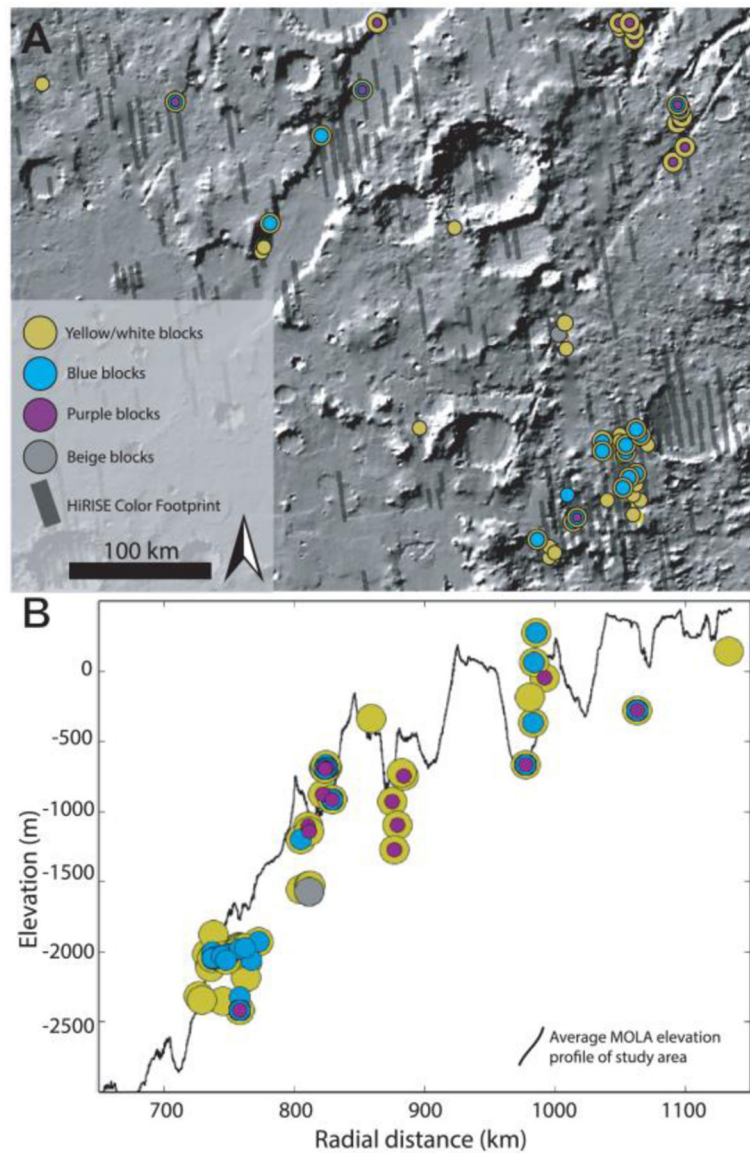 A
Yellow/white blocks
Blue blocks
Purple blocks
Beige blocks
HiRISE Color Footprint
100 km
B
0
-500
-1000
-1500
-2000
-2500
Elevation (m)
Average MOLA elevation
profile of study area
700 800 900 1000 1100
Radial distance (km)